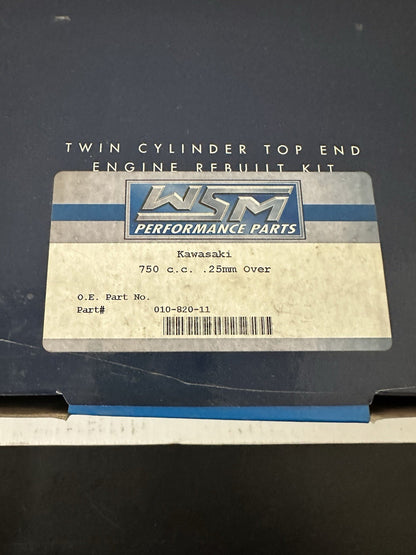 TWIN CYLINDER TOP END
ENGINE REBUILT KIT
WSM
PERFORMANCE PARTS
Kawasaki
750 c.c. .25mm Over
O.E. Part No.
Part# 010-820-11